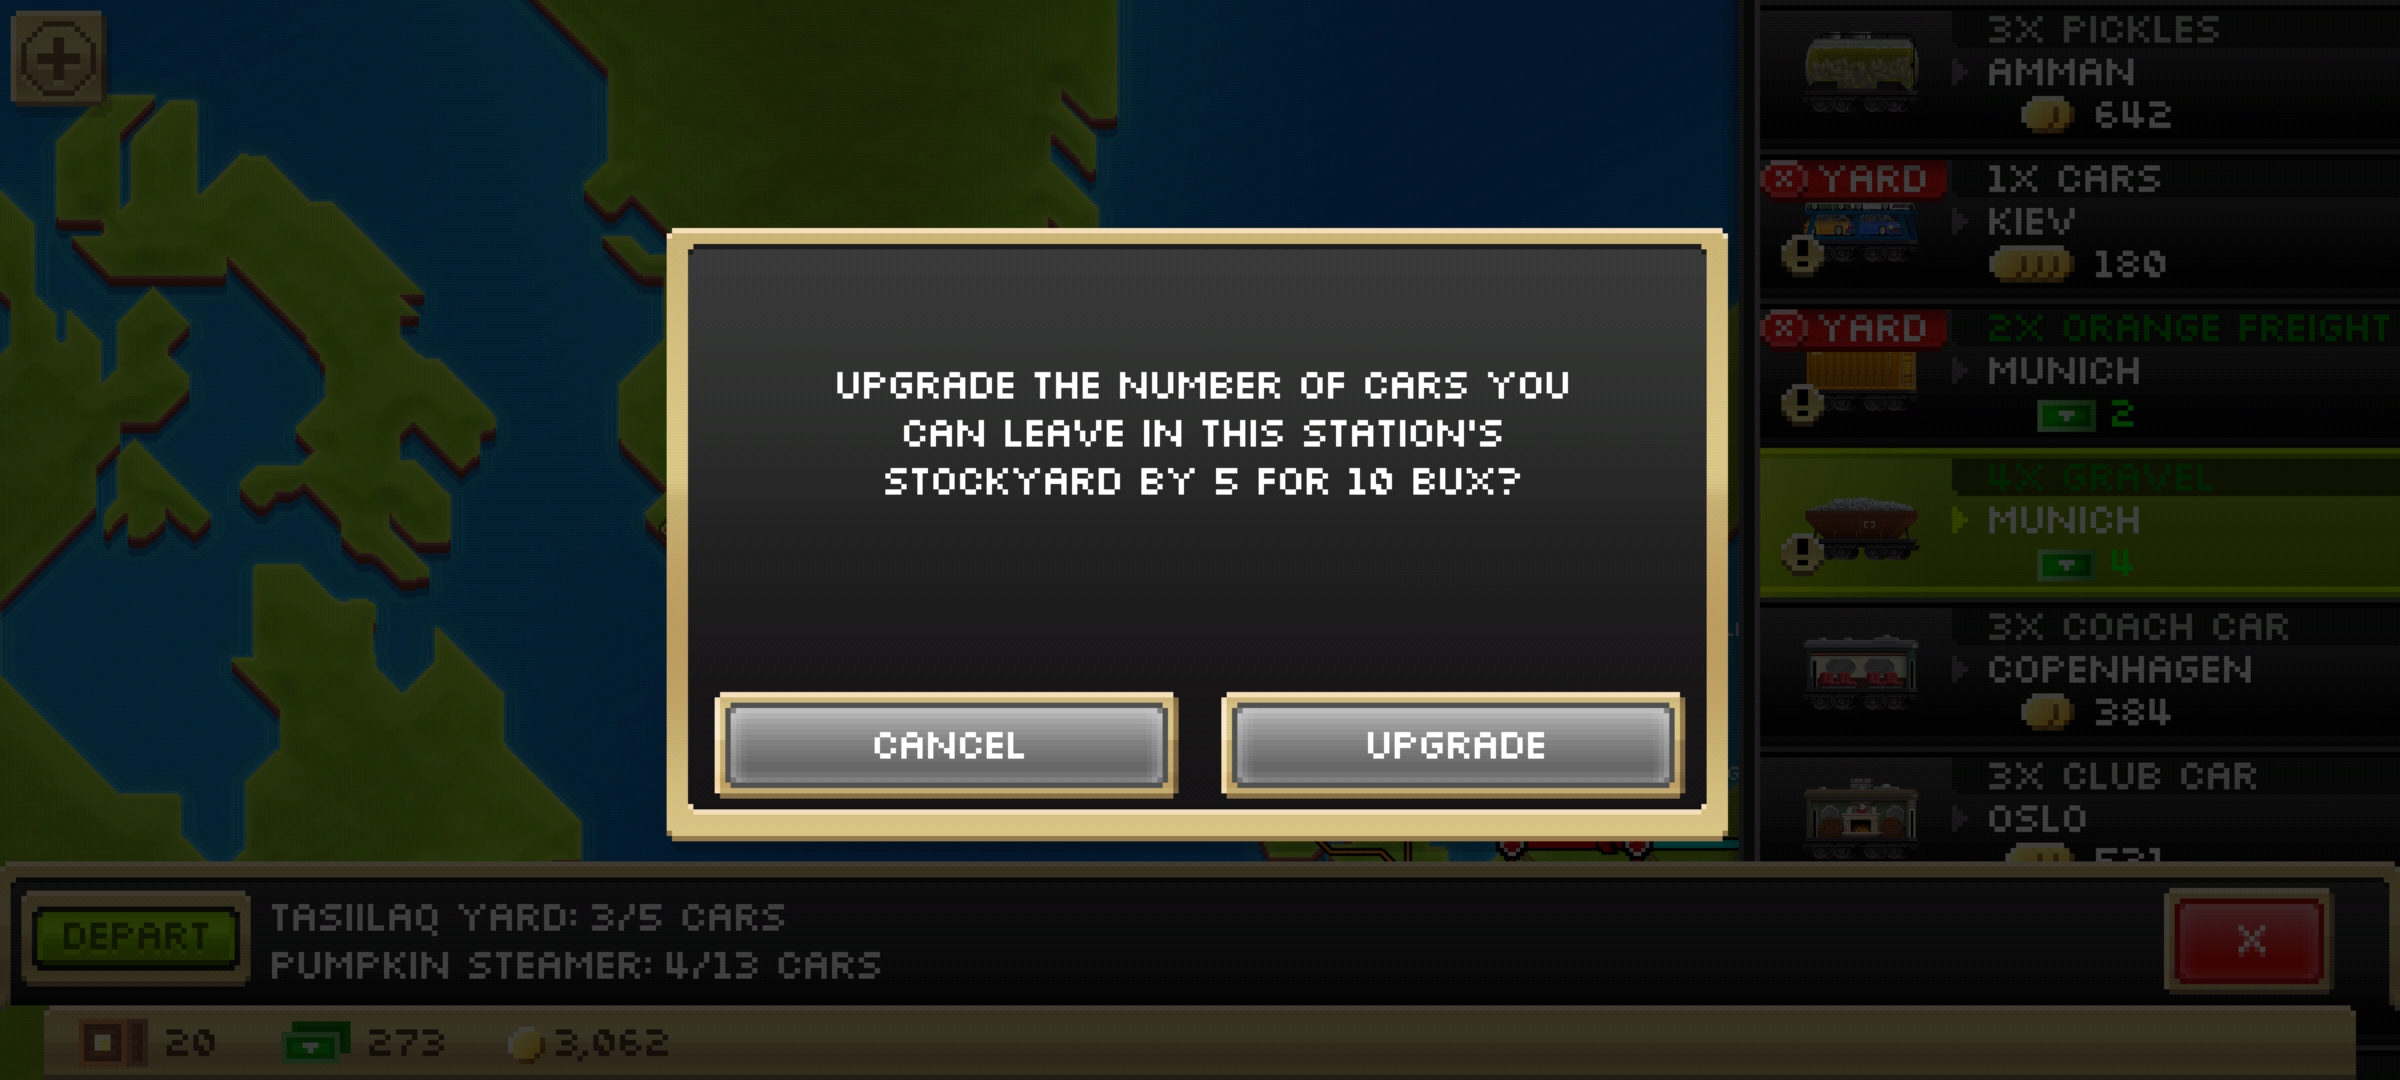 3X PICKLES
AMMAN
642
YARD
1X CARS
KIEV
180
YARD
2X ORANGE FREIGHT
MUNICH
2
4X GRAVEL
MUNICH
4
3X COACH CAR
COPENHAGEN
384
3X CLUB CAR
OSLO
UPGRADE THE NUMBER OF CARS YOU
CAN LEAVE IN THIS STATION'S
STOCKYARD BY 5 FOR 10 BUX?
CANCEL
UPGRADE
DEPART
TASIILAQ YARD: 3/5 CARS
PUMPKIN STEAMER: 4/13 CARS
X
20
273
3,062